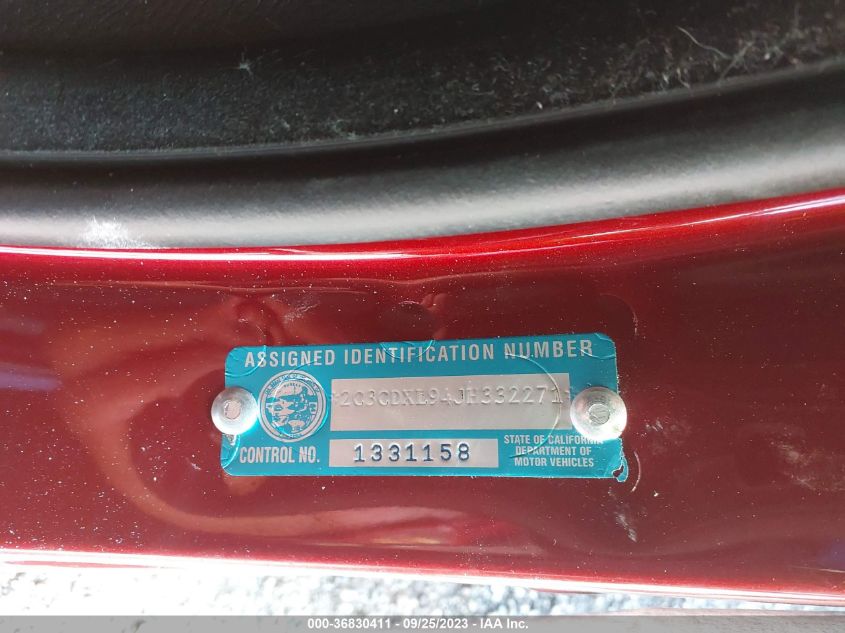 ASSIGNED IDENTIFICATION NUMBER
*2C3CDXL94JH332271*
CONTROL NO. 1331158
STATE OF CALIFORNIA
DEPARTMENT OF
MOTOR VEHICLES
000-36830411 - 09/25/2023 - IAA Inc.